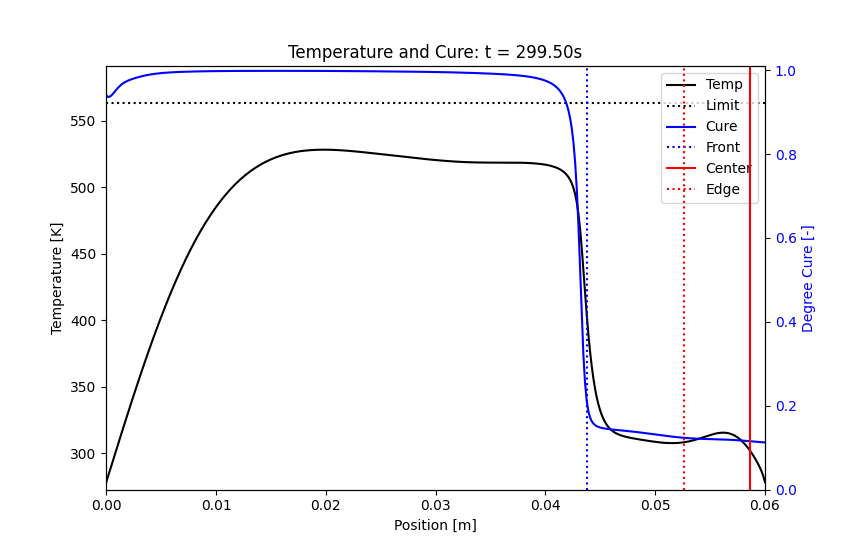 Temperature and Cure: t = 299.50s
Temp
Limit
Cure
Front
Center
Edge
550
500
450
400
350
300
Temperature [K]
1.0
0.8
0.6
0.4
0.2
0.0
Degree Cure [-]
0.00 0.01 0.02 0.03 0.04 0.05 0.06
Position [m]